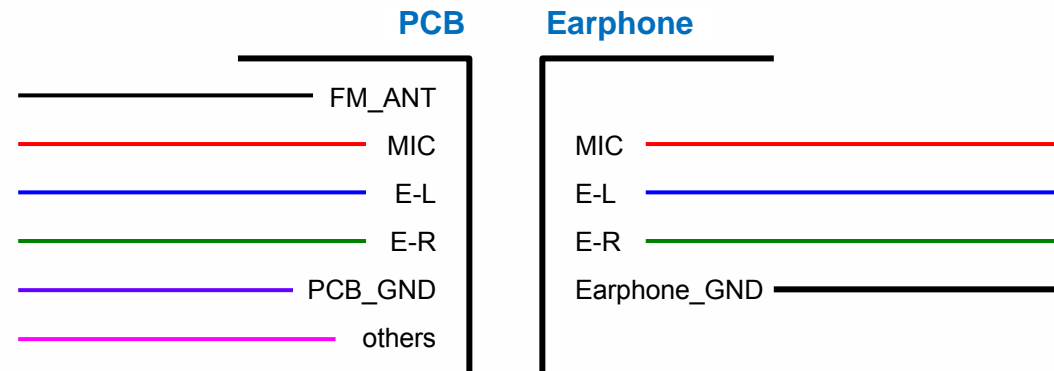 PCB Earphone
FM_ANT
MIC MIC
E-L E-L
E-R E-R
PCB_GND Earphone_GND
others